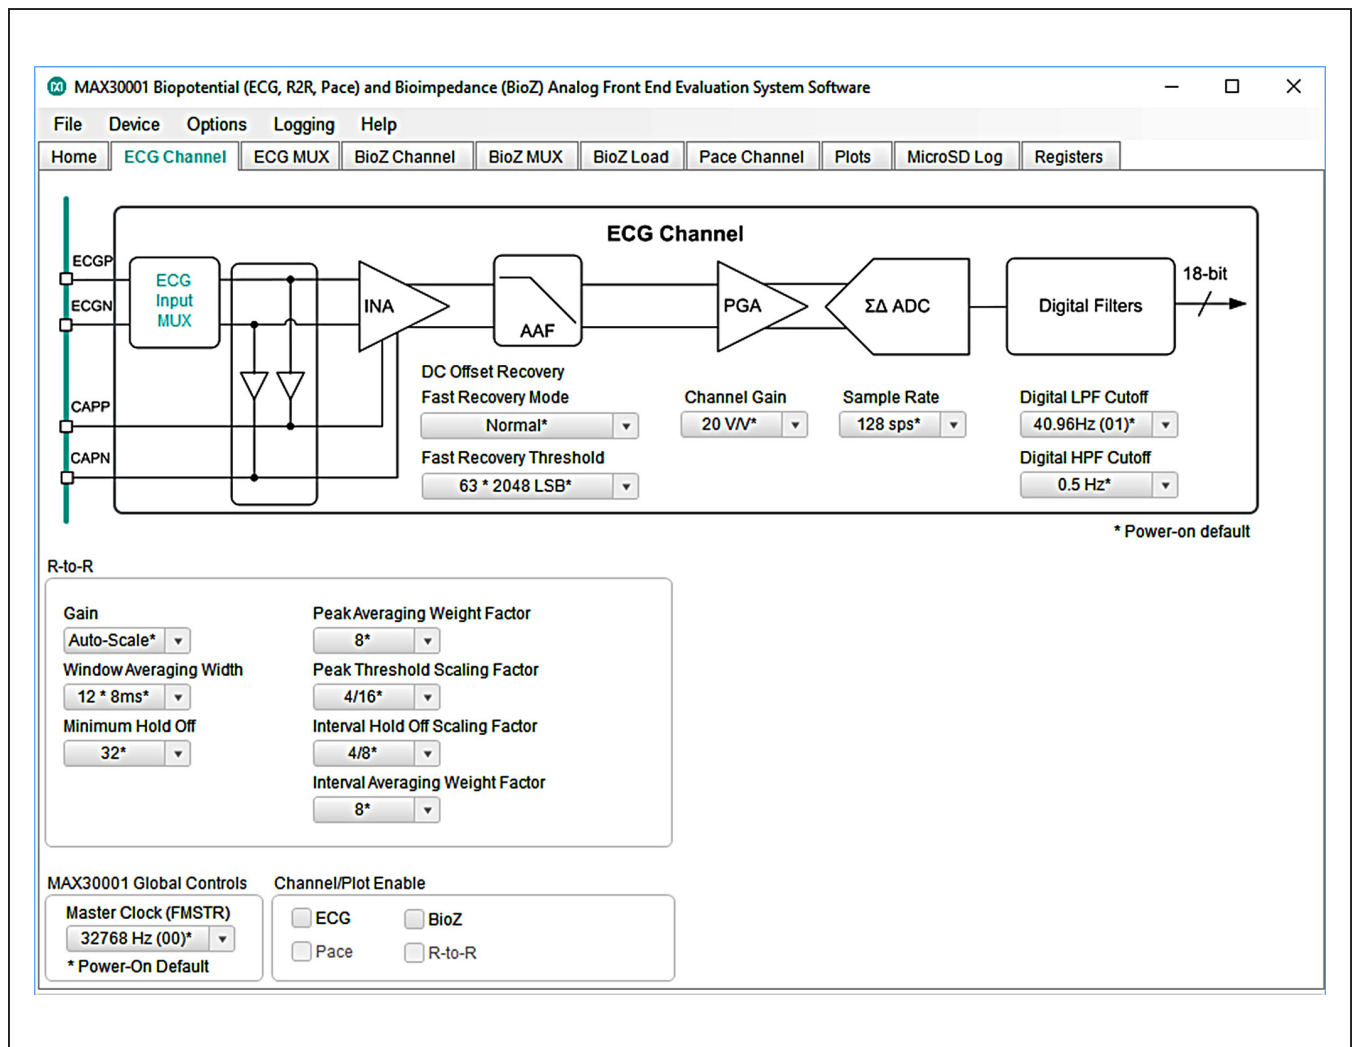 MAX30001 Biopotential (ECG, R2R, Pace) and Bioimpedance (BioZ) Analog Front End Evaluation System Software
File Device Options Logging Help
Home ECG Channel ECG MUX BioZ Channel BioZ MUX BioZ Load Pace Channel Plots MicroSD Log Registers
ECG Channel
ECGP
ECGN
CAPP
CAPN
ECG
Input
MUX
INA
AAF
PGA
ΣΔ ADC
Digital Filters
18-bit
DC Offset Recovery
Fast Recovery Mode
Normal*
Fast Recovery Threshold
63 * 2048 LSB*
Channel Gain
20 V/V*
Sample Rate
128 sps*
Digital LPF Cutoff
40.96Hz (01)*
Digital HPF Cutoff
0.5 Hz*
* Power-on default
R-to-R
Gain
Auto-Scale*
Window Averaging Width
12 * 8ms*
Minimum Hold Off
32*
Peak Averaging Weight Factor
8*
Peak Threshold Scaling Factor
4/16*
Interval Hold Off Scaling Factor
4/8*
Interval Averaging Weight Factor
8*
MAX30001 Global Controls
Master Clock (FMSTR)
32768 Hz (00)*
* Power-On Default
Channel/Plot Enable
ECG BioZ
Pace R-to-R